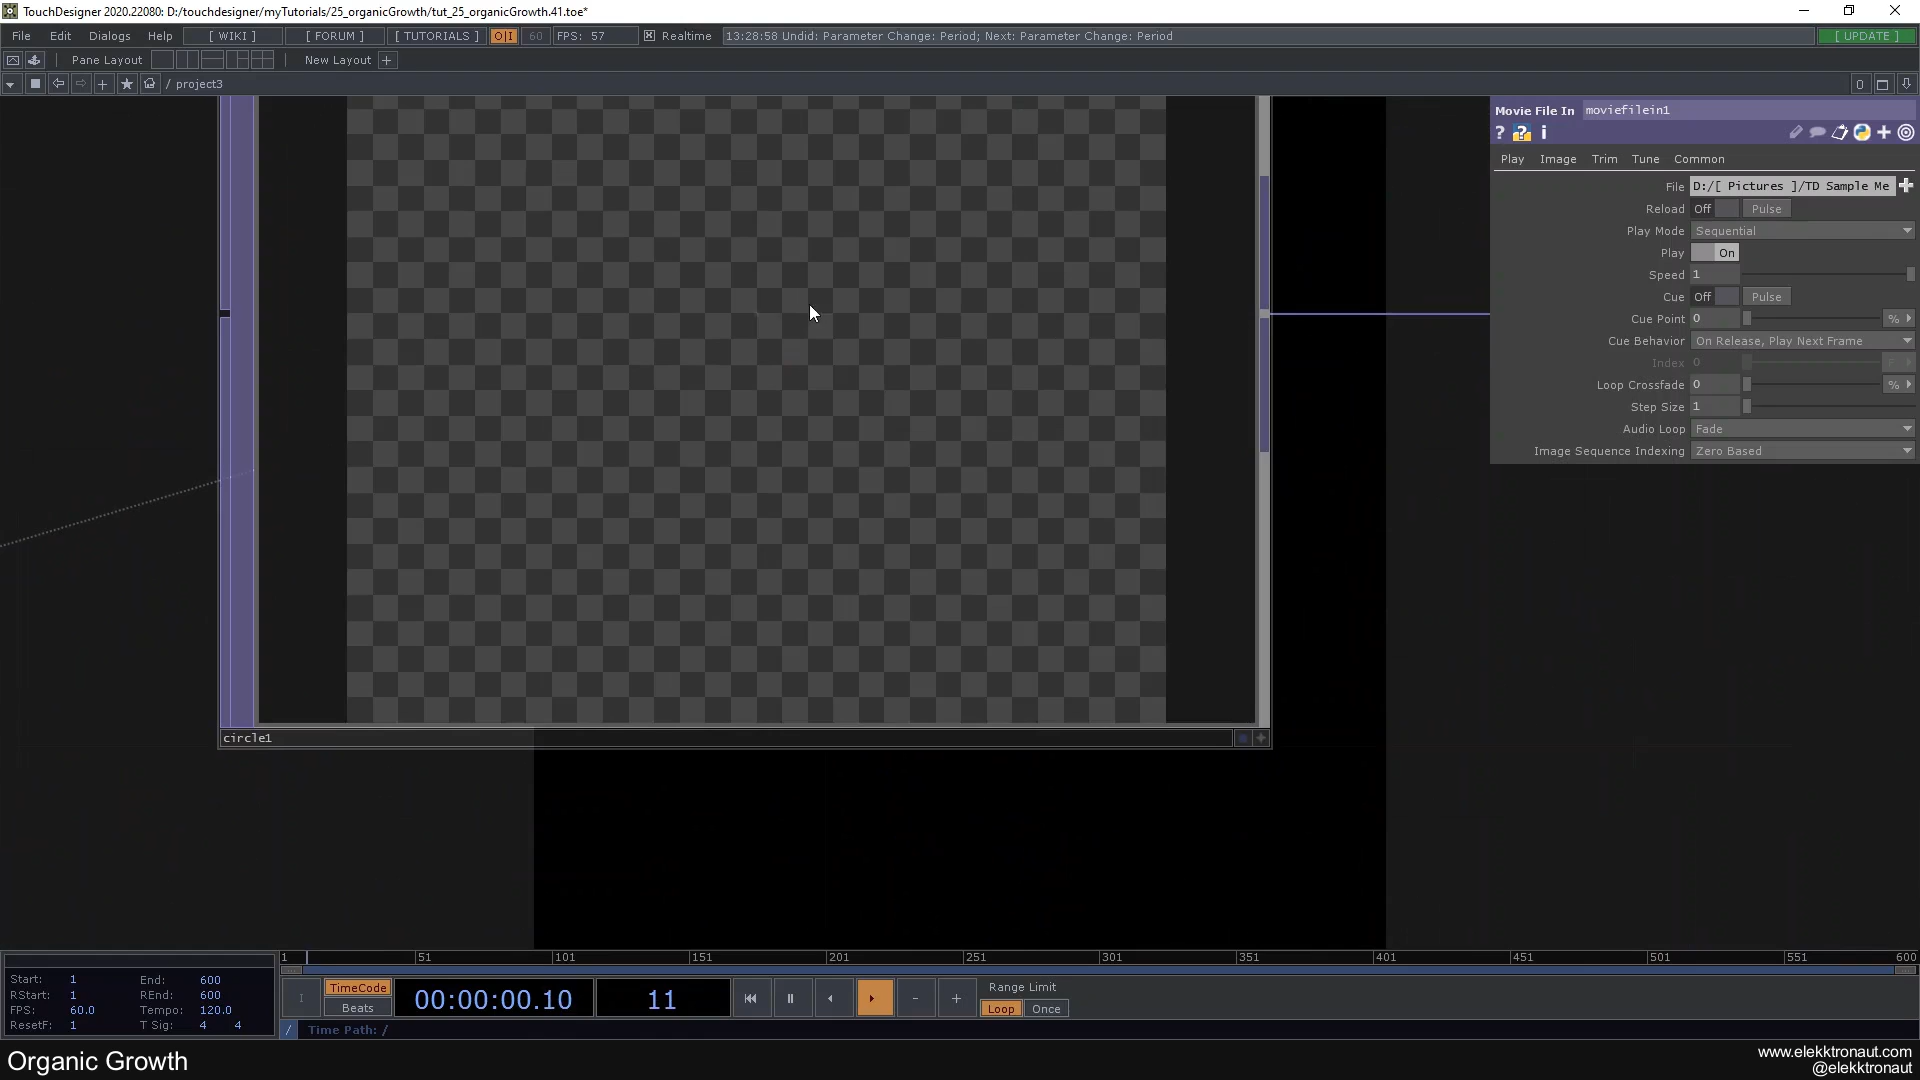 TouchDesigner 2020.22080: D:/touchdesigner/myTutorials/25_organicGrowth/tut_25_organicGrowth.41.toe*
File Edit Dialogs Help [ WIKI ] [ FORUM ] [ TUTORIALS ] O|I 60 FPS: 57 Realtime 13:28:58 Undid: Parameter Change: Period; Next: Parameter Change: Period [ UPDATE ]
Pane Layout New Layout +
/ project3 0
Movie File In moviefilein1
? ? i
Play Image Trim Tune Common
File D:/[ Pictures ]/TD Sample Me
Reload Off Pulse
Play Mode Sequential
Play On
Speed 1
Cue Off Pulse
Cue Point 0 %
Cue Behavior On Release, Play Next Frame
Index 0 F
Loop Crossfade 0 %
Step Size 1
Audio Loop Fade
Image Sequence Indexing Zero Based
circle1
1 51 101 151 201 251 301 351 401 451 501 551 600
Start: 1 End: 600
RStart: 1 REnd: 600
FPS: 60.0 Tempo: 120.0
ResetF: 1 T Sig: 4 4
I TimeCode Beats 00:00:00.10 11 - + Range Limit
Loop Once
/ Time Path: /
Organic Growth
www.elekktronaut.com
@elekktronaut